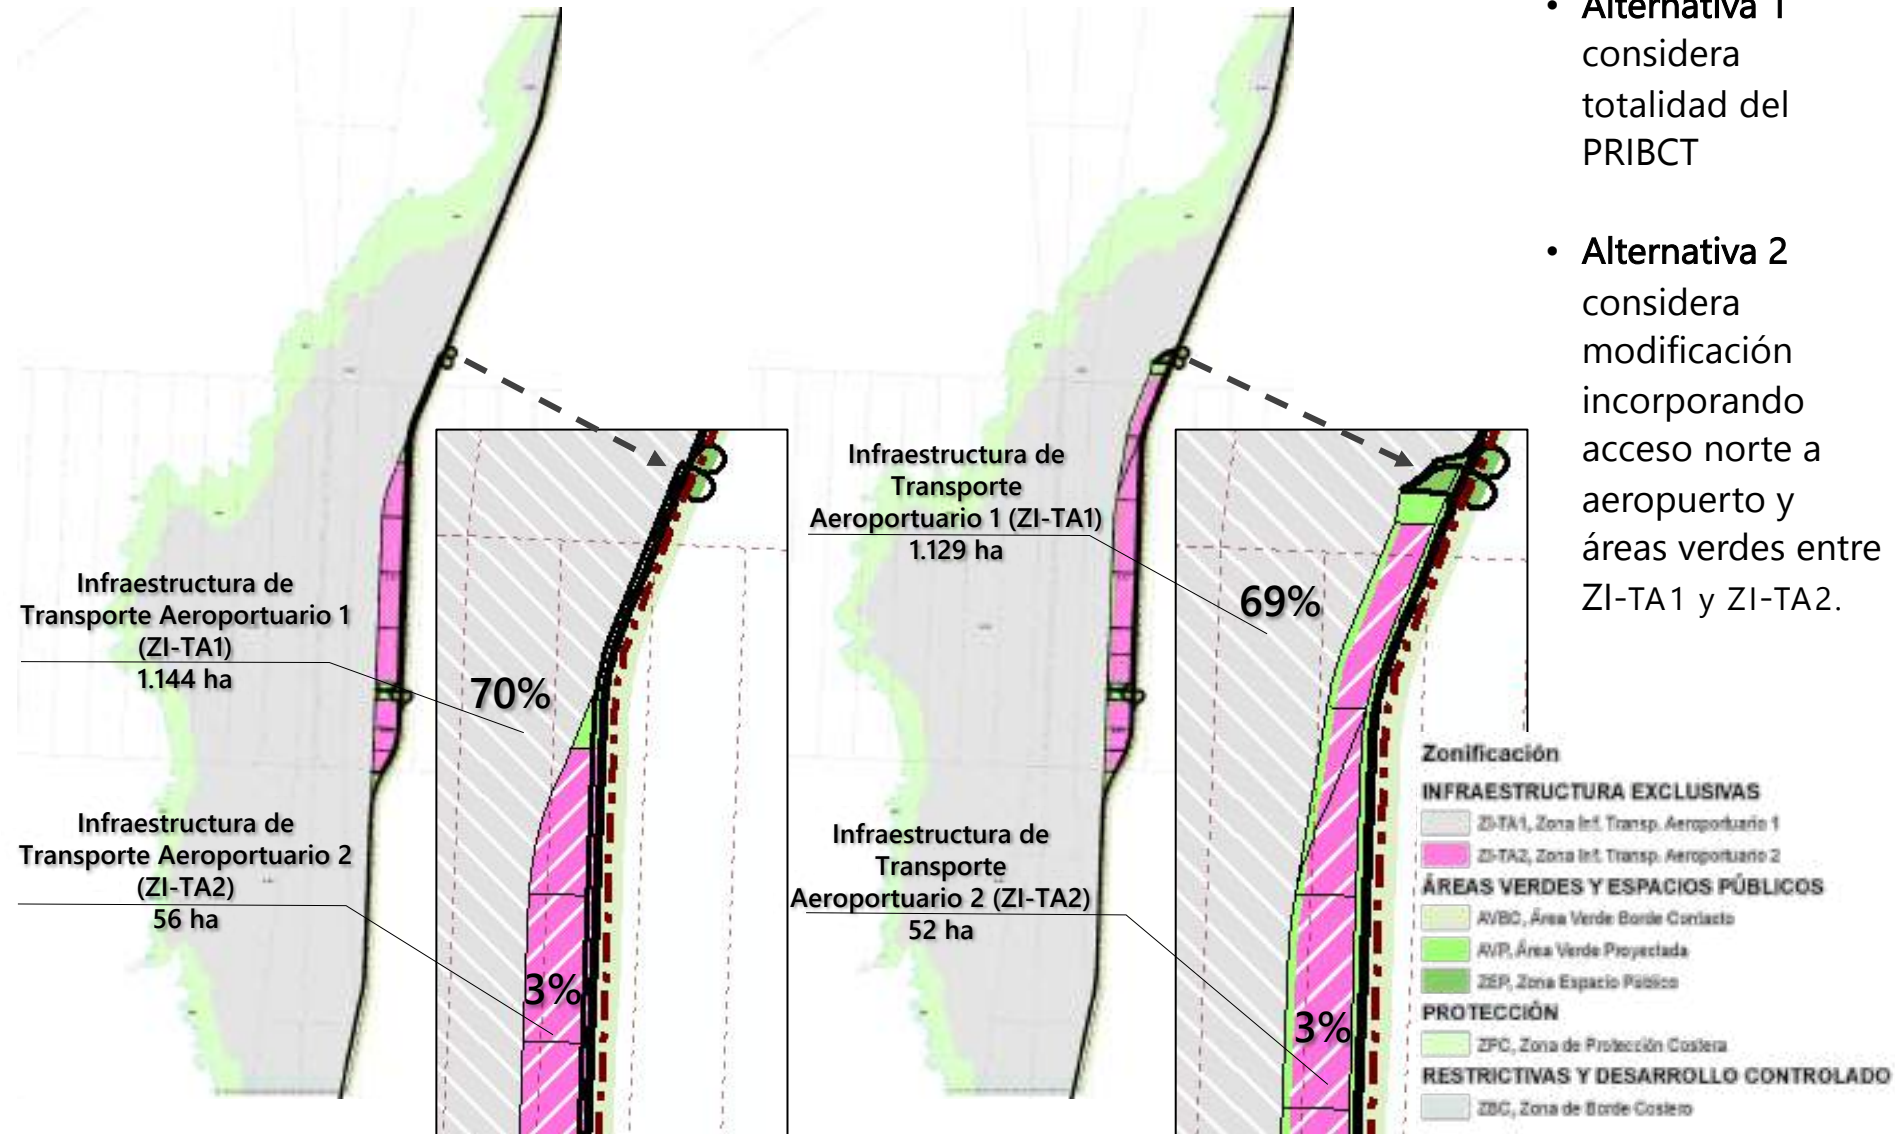 • Alternativa 1
considera
totalidad del
PRIBCT
• Alternativa 2
considera
modificación
incorporando
acceso norte a
aeropuerto y
áreas verdes entre
ZI-TA1 y ZI-TA2.
Infraestructura de
Transporte Aeroportuario 1
(ZI-TA1)
1.144 ha
70%
Infraestructura de
Transporte Aeroportuario 2
(ZI-TA2)
56 ha
3%
Infraestructura de
Transporte
Aeroportuario 1 (ZI-TA1)
1.129 ha
69%
Infraestructura de
Transporte
Aeroportuario 2 (ZI-TA2)
52 ha
3%
Zonificación
INFRAESTRUCTURA EXCLUSIVAS
ZI-TA1, Zona Inf. Transp. Aeroportuario 1
ZI-TA2, Zona Inf. Transp. Aeroportuario 2
ÁREAS VERDES Y ESPACIOS PÚBLICOS
AVBC, Área Verde Borde Contacto
AVP, Área Verde Proyectada
ZEP, Zona Espacio Público
PROTECCIÓN
ZPC, Zona de Protección Costera
RESTRICTIVAS Y DESARROLLO CONTROLADO
ZBC, Zona de Borde Costero